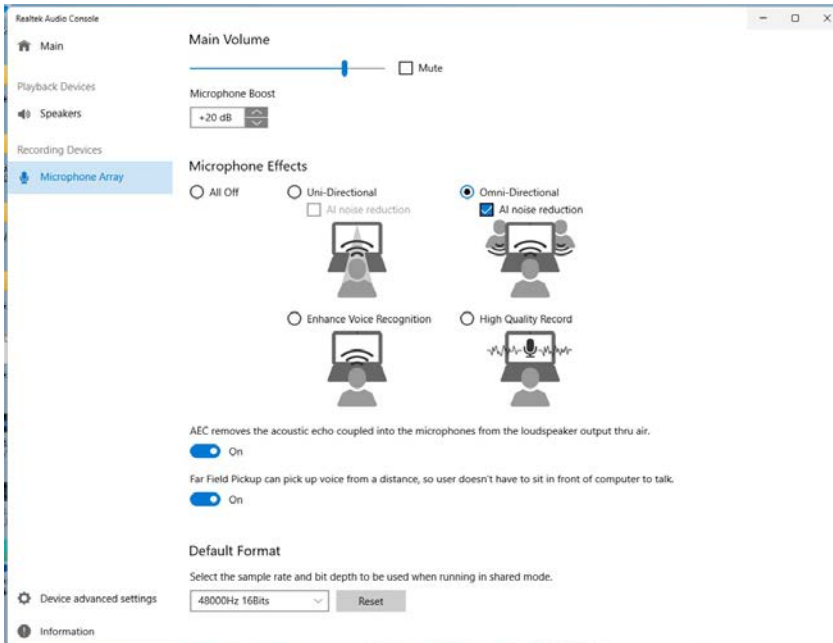 Realtek Audio Console
Main
Playback Devices
Speakers
Recording Devices
Microphone Array
Device advanced settings
Information
Main Volume
Mute
Microphone Boost
+20 dB
Microphone Effects
All Off
Uni-Directional
AI noise reduction
Omni-Directional
AI noise reduction
Enhance Voice Recognition
High Quality Record
AEC removes the acoustic echo coupled into the microphones from the loudspeaker output thru air.
On
Far Field Pickup can pick up voice from a distance, so user doesn't have to sit in front of computer to talk.
On
Default Format
Select the sample rate and bit depth to be used when running in shared mode.
48000Hz 16Bits
Reset